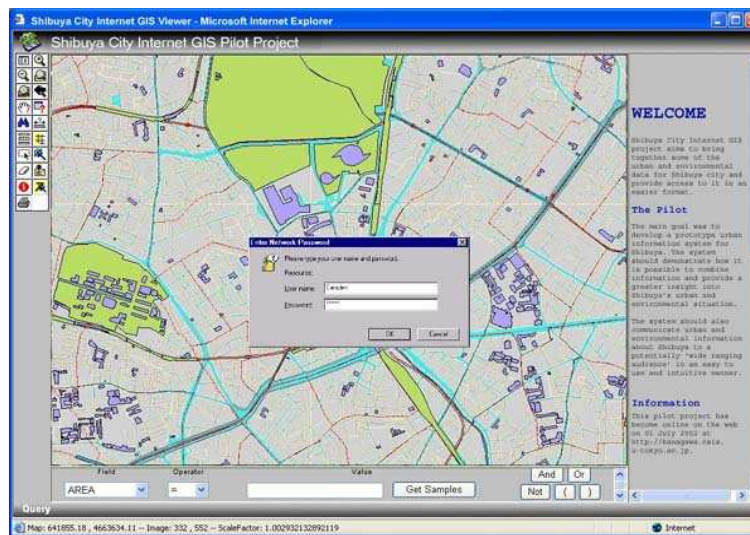 Shibuya City Internet GIS Viewer - Microsoft Internet Explorer
Shibuya City Internet GIS Pilot Project
WELCOME
Shibuya City Internet GIS
project aims to bring
together some of the
urban and environmental
data for Shibuya city and
provide access to it in an
easier format.
The Pilot
The main goal was to
develop a prototype urban
information system for
Shibuya. The system
should demonstrate how it
is possible to combine
information and provide a
greater insight into
Shibuya's urban and
environmental situation.
The system should also
communicate urban and
environmental information
about Shibuya to a
potentially 'wide ranging
audience' in an easy to
use and intuitive manner.
Information
This pilot project has
become online on the web
on 01 July 2002 at
u-tokyo.ac.jp.
Enter Network Password
Please type your user name and password.
Resource:
User name:
Password:
OK
Cancel
Field
Operator
Value
AREA
=
Get Samples
And
Or
Not
(
)
Query
Map: 641855.18 , 4663634.11 -- Image: 332 , 552 -- ScaleFactor: 1.002932132892119
Internet